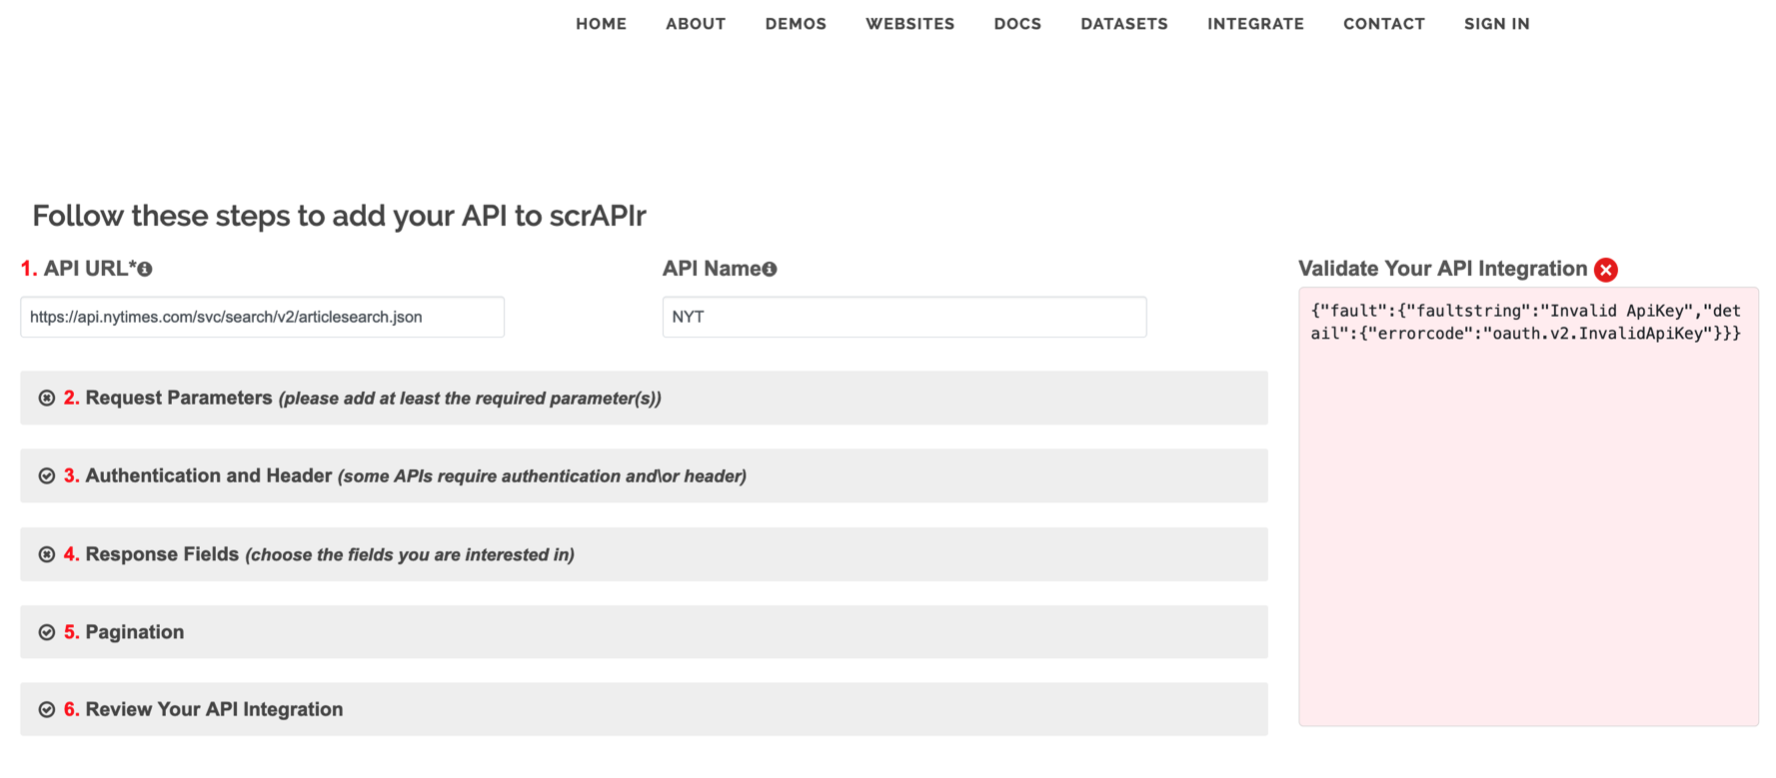 HOME ABOUT DEMOS WEBSITES DOCS DATASETS INTEGRATE CONTACT SIGN IN
Follow these steps to add your API to scrAPIr
1. API URL*
https://api.nytimes.com/svc/search/v2/articlesearch.json
API Name
NYT
2. Request Parameters (please add at least the required parameter(s))
3. Authentication and Header (some APIs require authentication and\or header)
4. Response Fields (choose the fields you are interested in)
5. Pagination
6. Review Your API Integration
Validate Your API Integration
{"fault":{"faultstring":"Invalid ApiKey","det
ail":{"errorcode":"oauth.v2.InvalidApiKey"}}}